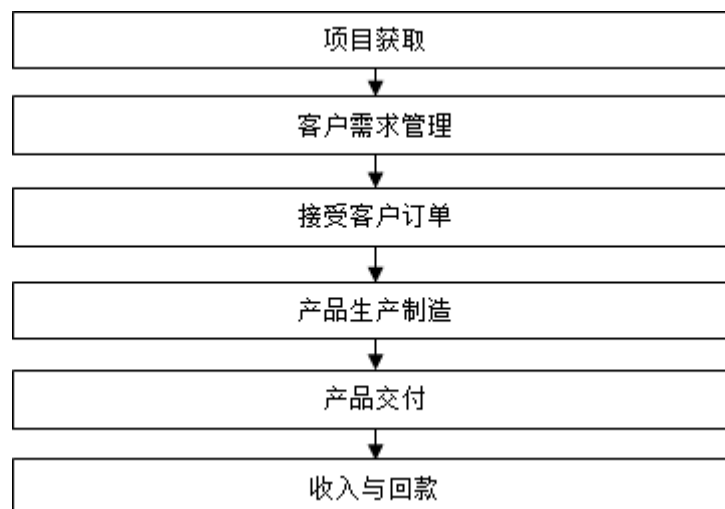 项目获取
客户需求管理
接受客户订单
产品生产制造
产品交付
收入与回款